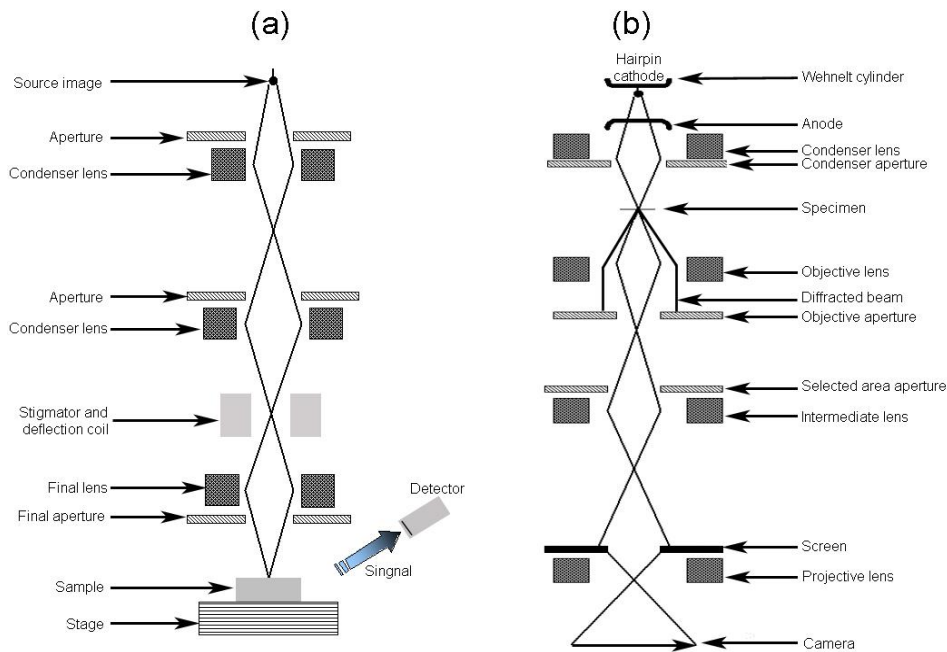 (a)
Source image
Aperture
Condenser lens
Aperture
Condenser lens
Stigmator and
deflection coil
Final lens
Final aperture
Detector
Singnal
Sample
Stage
(b)
Hairpin
cathode
Wehnelt cylinder
Anode
Condenser lens
Condenser aperture
Specimen
Objective lens
Diffracted beam
Objective aperture
Selected area aperture
Intermediate lens
Screen
Projective lens
Camera